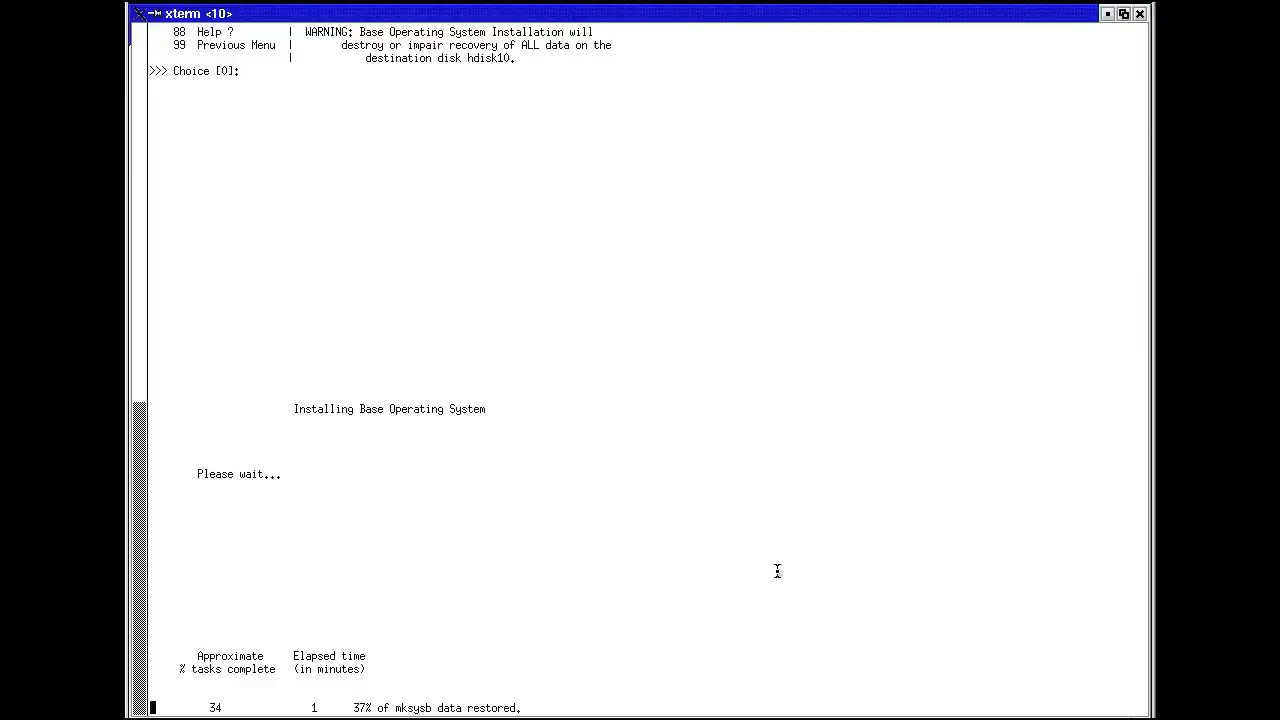 xterm <10>
88 Help ? | WARNING: Base Operating System Installation will
99 Previous Menu | destroy or impair recovery of ALL data on the
| destination disk hdisk10.
>>> Choice [0]:
Installing Base Operating System
Please wait...
Approximate Elapsed time
% tasks complete (in minutes)
34 1 37% of mksysb data restored.